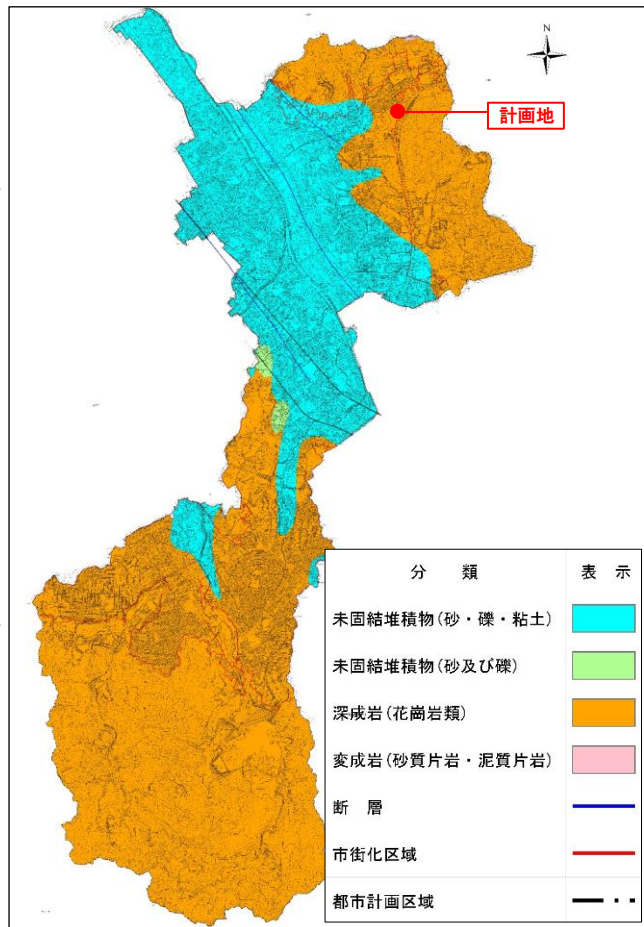 N
計画地
分　類　表　示
未固結堆積物(砂・礫・粘土)
未固結堆積物(砂及び礫)
深成岩(花崗岩類)
変成岩(砂質片岩・泥質片岩)
断　層
市街化区域
都市計画区域